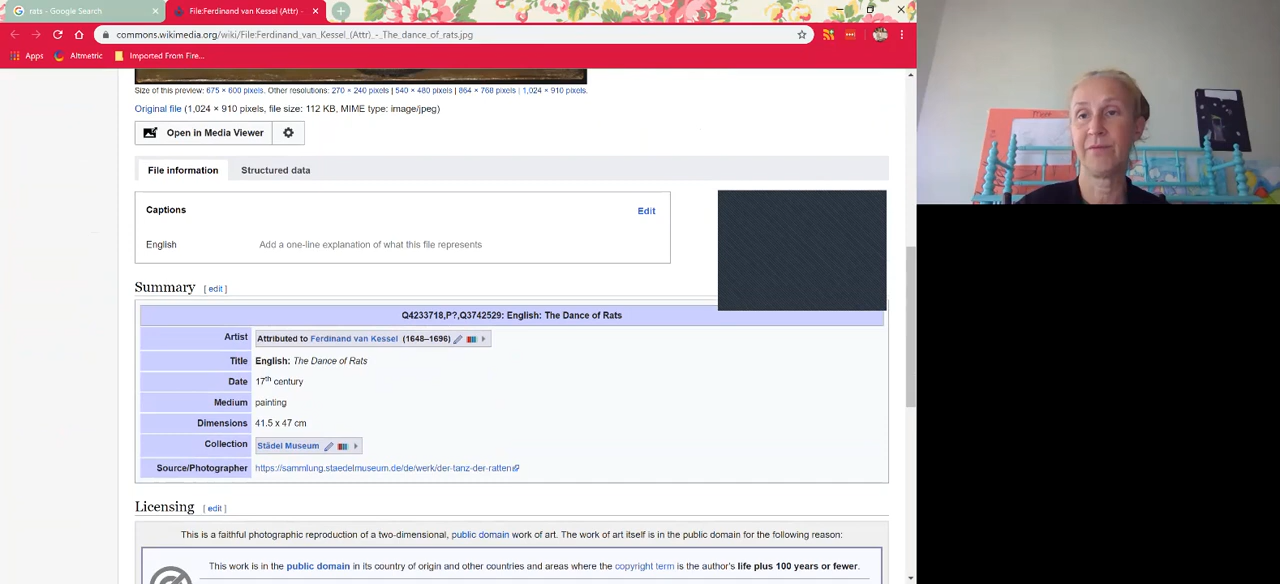 rats - Google Search
File:Ferdinand van Kessel (Attr) -
commons.wikimedia.org/wiki/File:Ferdinand_van_Kessel_(Attr)_-_The_dance_of_rats.jpg
Apps Altmetric Imported From Fire...
Size of this preview: 675 × 600 pixels. Other resolutions: 270 × 240 pixels | 540 × 480 pixels | 864 × 768 pixels | 1,024 × 910 pixels.
Original file (1,024 × 910 pixels, file size: 112 KB, MIME type: image/jpeg)
Open in Media Viewer
File information Structured data
Captions Edit
English Add a one-line explanation of what this file represents
Summary [ edit ]
Q4233718,P?,Q3742529: English: The Dance of Rats
Artist Attributed to Ferdinand van Kessel (1648–1696)
Title English: The Dance of Rats
Date 17th century
Medium painting
Dimensions 41.5 x 47 cm
Collection Städel Museum
Source/Photographer https://sammlung.staedelmuseum.de/de/werk/der-tanz-der-ratten
Licensing [ edit ]
This is a faithful photographic reproduction of a two-dimensional, public domain work of art. The work of art itself is in the public domain for the following reason:
This work is in the public domain in its country of origin and other countries and areas where the copyright term is the author's life plus 100 years or fewer.